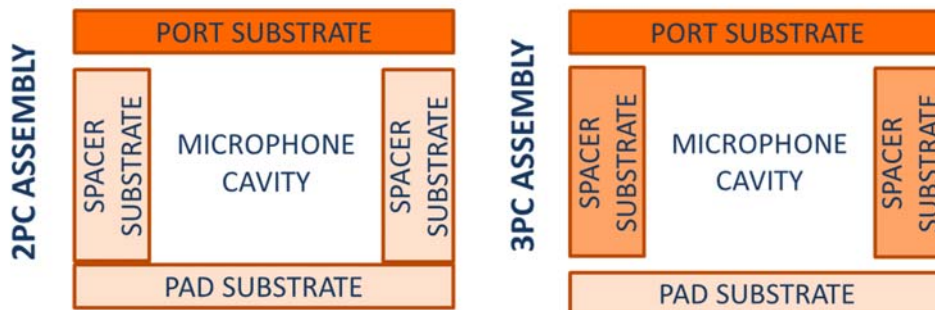 2PC ASSEMBLY
PORT SUBSTRATE
SPACER
SUBSTRATE
MICROPHONE
CAVITY
SPACER
SUBSTRATE
PAD SUBSTRATE
3PC ASSEMBLY
PORT SUBSTRATE
SPACER
SUBSTRATE
MICROPHONE
CAVITY
SPACER
SUBSTRATE
PAD SUBSTRATE